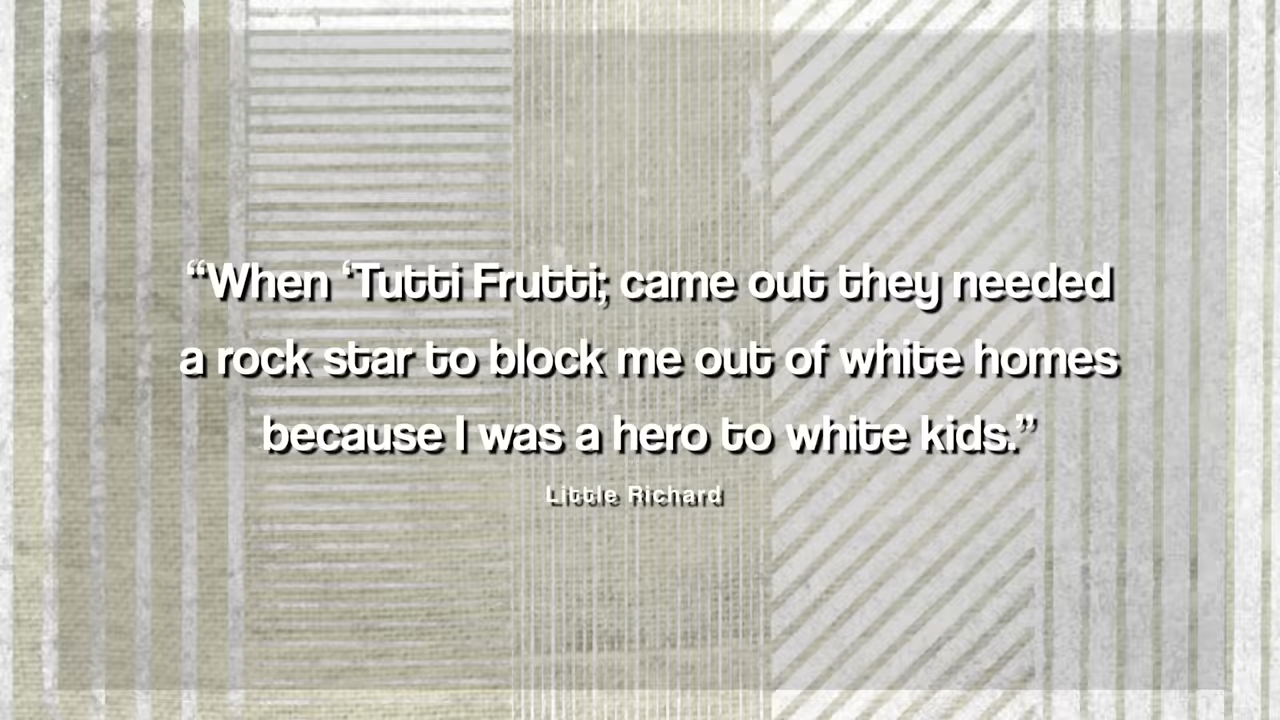 “When ‘Tutti Frutti; came out they needed
a rock star to block me out of white homes
because I was a hero to white kids.”
Little Richard